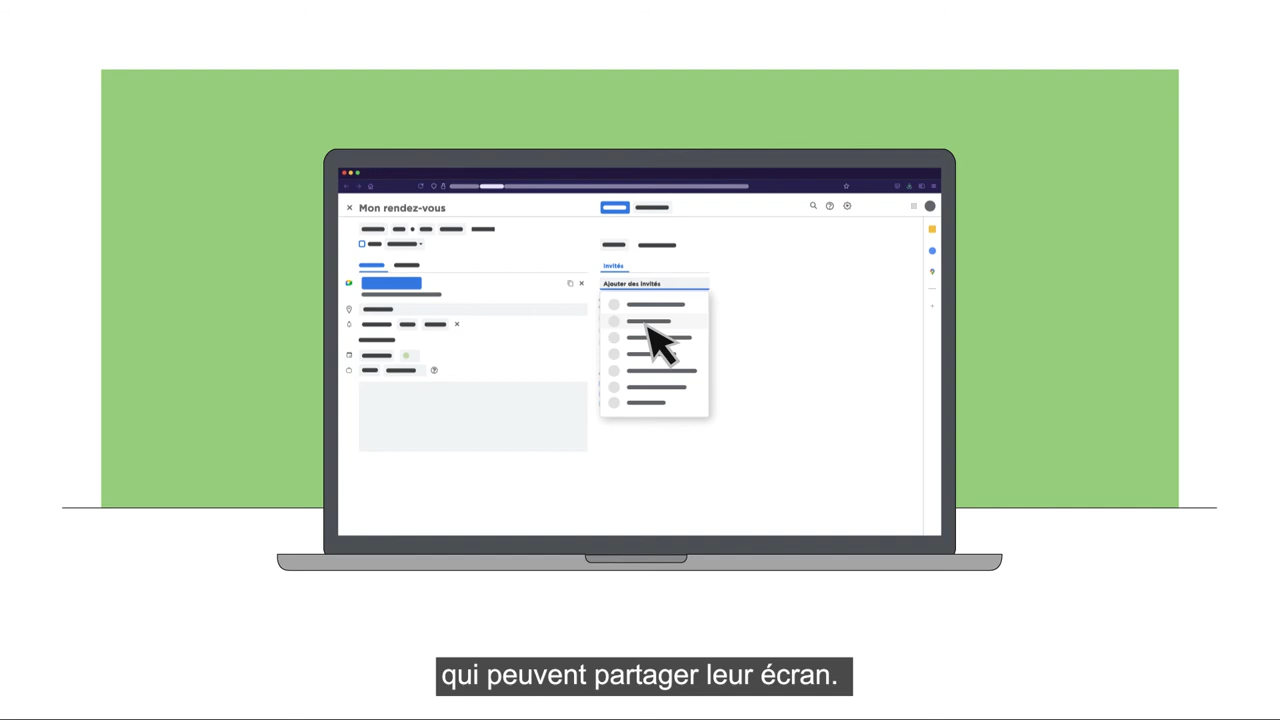 Mon rendez-vous
Invités
Ajouter des invités
qui peuvent partager leur écran.